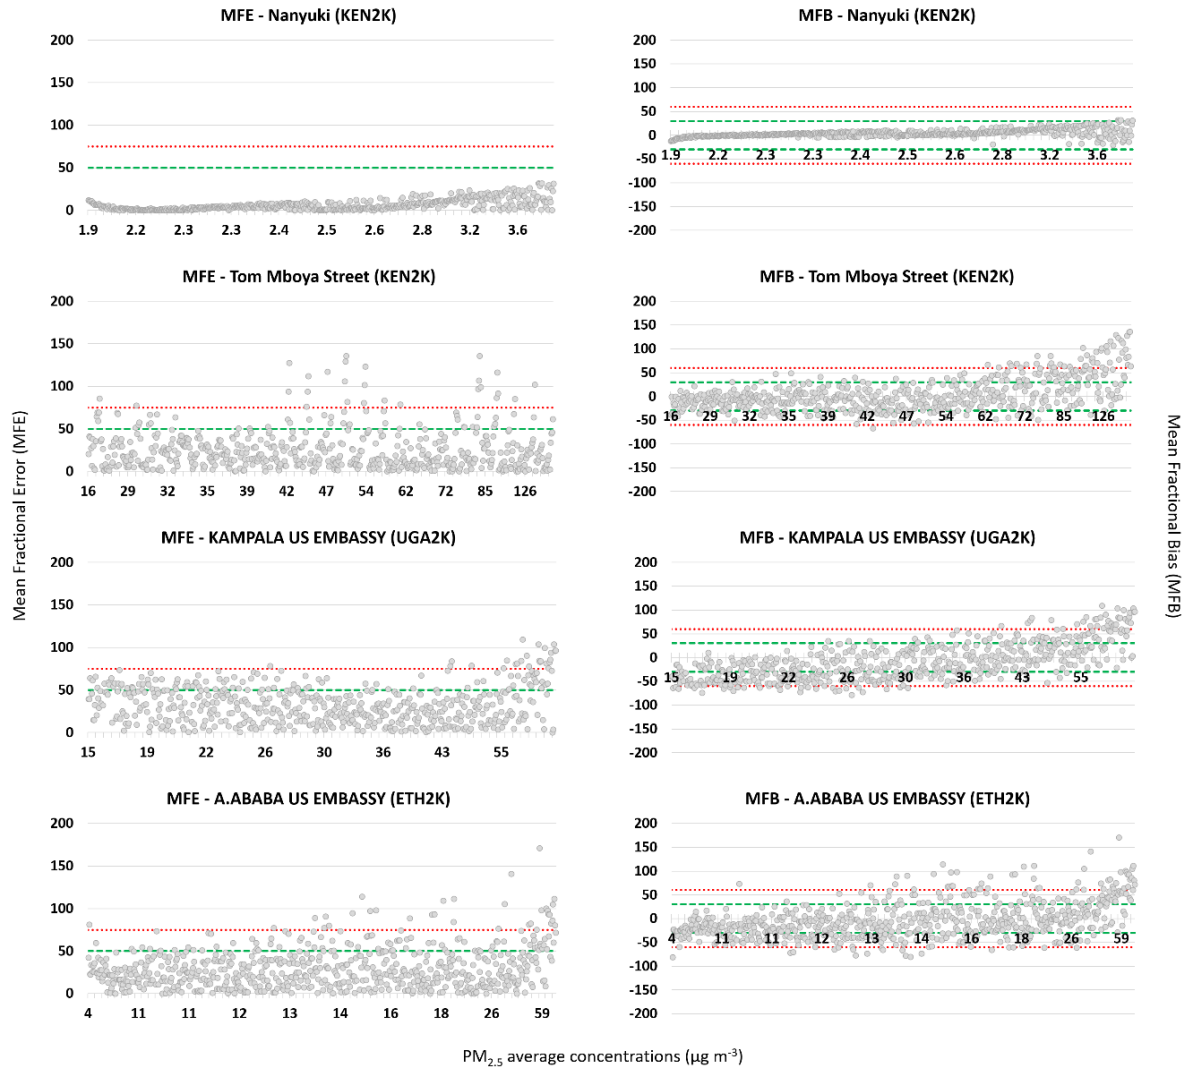 MFE - Nanyuki (KEN2K)
200
150
100
50
0
1.9 2.2 2.3 2.3 2.4 2.5 2.6 2.8 3.2 3.6
MFB - Nanyuki (KEN2K)
200
150
100
50
0
-50
-100
-150
-200
1.9 2.2 2.3 2.3 2.4 2.5 2.6 2.8 3.2 3.6
MFE - Tom Mboya Street (KEN2K)
200
150
100
50
0
16 29 32 35 39 42 47 54 62 72 85 126
MFB - Tom Mboya Street (KEN2K)
200
150
100
50
0
-50
-100
-150
-200
16 29 32 35 39 42 47 54 62 72 85 126
Mean Fractional Error (MFE)
Mean Fractional Bias (MFB)
MFE - KAMPALA US EMBASSY (UGA2K)
200
150
100
50
0
15 19 22 26 30 36 43 55
MFB - KAMPALA US EMBASSY (UGA2K)
200
150
100
50
0
-50
-100
-150
-200
15 19 22 26 30 36 43 55
MFE - A.ABABA US EMBASSY (ETH2K)
200
150
100
50
0
4 11 11 12 13 14 16 18 26 59
MFB - A.ABABA US EMBASSY (ETH2K)
200
150
100
50
0
-50
-100
-150
-200
4 11 11 12 13 14 16 18 26 59
PM2.5 average concentrations (µg m-3)